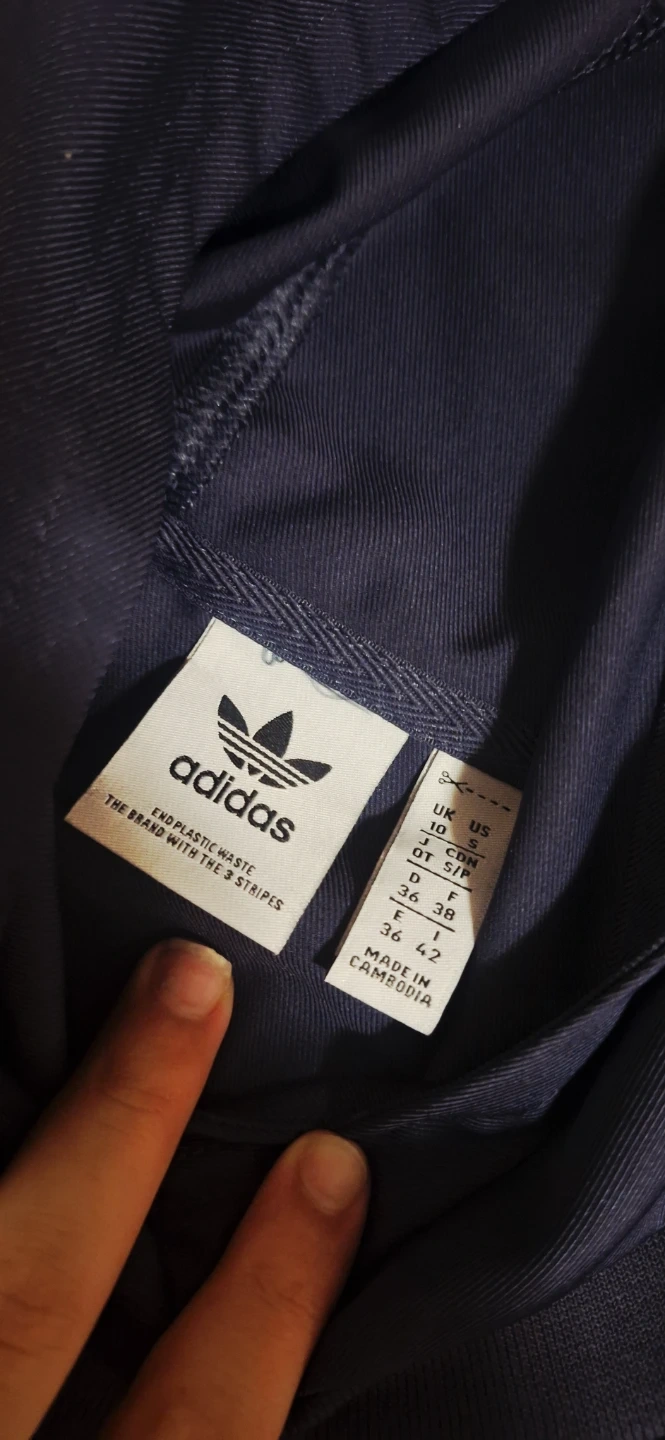 adidas
END PLASTIC WASTE
THE BRAND WITH THE 3 STRIPES
UK US
10 S
J CDN
OT S/P
D F
36 38
E I
36 42
MADE IN
CAMBODIA